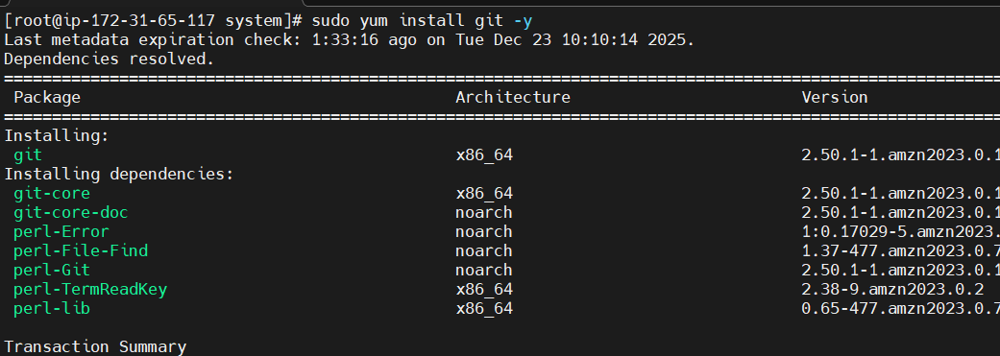 [root@ip-172-31-65-117 system]# sudo yum install git -y
Last metadata expiration check: 1:33:16 ago on Tue Dec 23 10:10:14 2025.
Dependencies resolved.
================================================================================
Package Architecture Version
================================================================================
Installing:
git x86_64 2.50.1-1.amzn2023.0.1
Installing dependencies:
git-core x86_64 2.50.1-1.amzn2023.0.1
git-core-doc noarch 2.50.1-1.amzn2023.0.1
perl-Error noarch 1:0.17029-5.amzn2023.
perl-File-Find noarch 1.37-477.amzn2023.0.7
perl-Git noarch 2.50.1-1.amzn2023.0.1
perl-TermReadKey x86_64 2.38-9.amzn2023.0.2
perl-lib x86_64 0.65-477.amzn2023.0.7
Transaction Summary